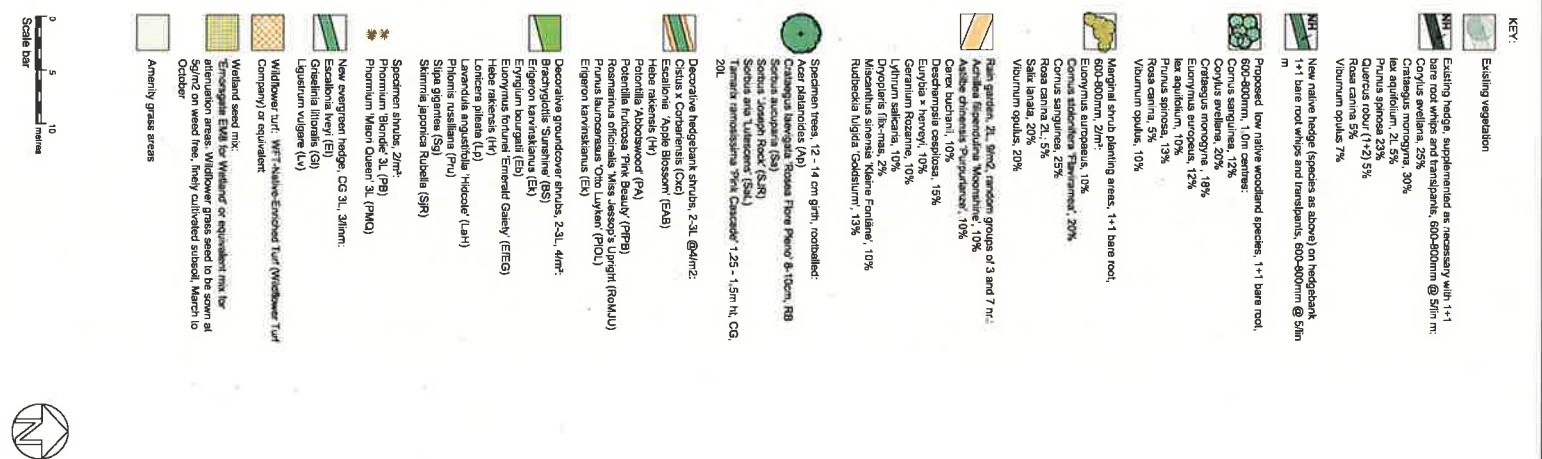 KEY:
Existing vegetation
Existing hedge, supplemented as necessary with 1+1
bare root whips and transplants, 600-800mm @ 5/lin m:
Corylus avellana, 25%
Crataegus monogyna, 30%
Ilex aquifolium, 2L 5%
Prunus spinosa 23%
Quercus robur (1+2) 5%
Rosa canina 5%
Viburnum opulus 7%
NH
New native hedge (species as above) on hedgebank
1+1 bare root whips and transplants, 600-800mm @ 5/lin
m
NH
Proposed low native woodland species, 1+1 bare root,
600-800mm, 1.0m centres:
Cornus sanguinea, 12%
Corylus avellana, 20%
Crataegus monogyna, 18%
Euonymus europaeus, 12%
Ilex aquifolium, 10%
Prunus spinosa, 13%
Rosa canina, 5%
Viburnum opulus, 10%
Marginal shrub planting areas, 1+1 bare root,
600-800mm, 2/m²:
Euonymus europaeus, 10%
Cornus stolonifera 'Flaviramea', 20%
Cornus sanguinea, 25%
Rosa canina 2L; 5%
Salix lanata, 20%
Viburnum opulus, 20%
Rain garden, 2L, 9/m2, random groups of 3 and 7 nr.:
Achillea filipendulina 'Moonshine', 10%
Astilbe chinensis 'Purpurlanze', 10%
Carex buchanii, 10%
Deschampsia cespitosa, 15%
Eurybia × herveyi, 10%
Geranium Rozanne, 10%
Lythrum salicaria, 10%
Dryopteris filix-mas, 2%
Miscanthus sinensis 'Kleine Fontäne', 10%
Rudbeckia fulgida 'Goldsturm', 13%
Specimen trees, 12 - 14 cm girth, rootballed:
Acer platanoides (Ap)
Crataegus laevigata 'Rosea Flore Pleno' 8-10cm, RB
Sorbus aucuparia (Sa)
Sorbus 'Joseph Rock' (SJR)
Sorbus aria 'Lutescens' (SaL)
Tamarix ramosissima 'Pink Cascade' 1.25 - 1.5m ht, CG,
20L
Decorative hedgebank shrubs, 2-3L @4/m2:
Cistus x Corbariensis (Cxc)
Escallonia 'Apple Blossom' (EAB)
Hebe rakiensis (Hr)
Potentilla 'Abbotswood' (PA)
Potentilla fruticosa 'Pink Beauty' (PfPB)
Rosmarinus officinalis 'Miss Jessop's Upright (RoMJU)
Prunus laurocerasus 'Otto Luyken' (PlOL)
Erigeron karvinskianus (Ek)
Decorative groundcover shrubs, 2-3L, 4/m²:
Brachyglottis 'Sunshine' (BS)
Erigeron karvinskianus (Ek)
Eryngium bourgatii (Eb)
Euonymus fortunei 'Emerald Gaiety' (EfEG)
Hebe rakiensis (Hr)
Lonicera pileata (Lp)
Lavandula angustifolia 'Hidcote' (LaH)
Phlomis russiliana (Pru)
Stipa gigantea (Sg)
Skimmia japonica Rubella (SjR)
Specimen shrubs, 2/m²:
Phormium 'Blondie' 3L (PB)
Phormium 'Maori Queen' 3L (PMQ)
New evergreen hedge, CG 3L, 3/linm:
Escallonia Iveyi (EI)
Griselinia littoralis (Gl)
Ligustrum vulgare (Lv)
Wildflower turf: WFT-Native-Enriched Turf (Wildflower Turf
Company) or equivalent
Wetland seed mix:
'Emorsgate EM8 for Wetland' or equivalent mix for
attenuation areas: Wildflower grass seed to be sown at
5g/m2 on weed free, finely cultivated subsoil, March to
October
Amenity grass areas
0 5 10
metres
Scale bar
N